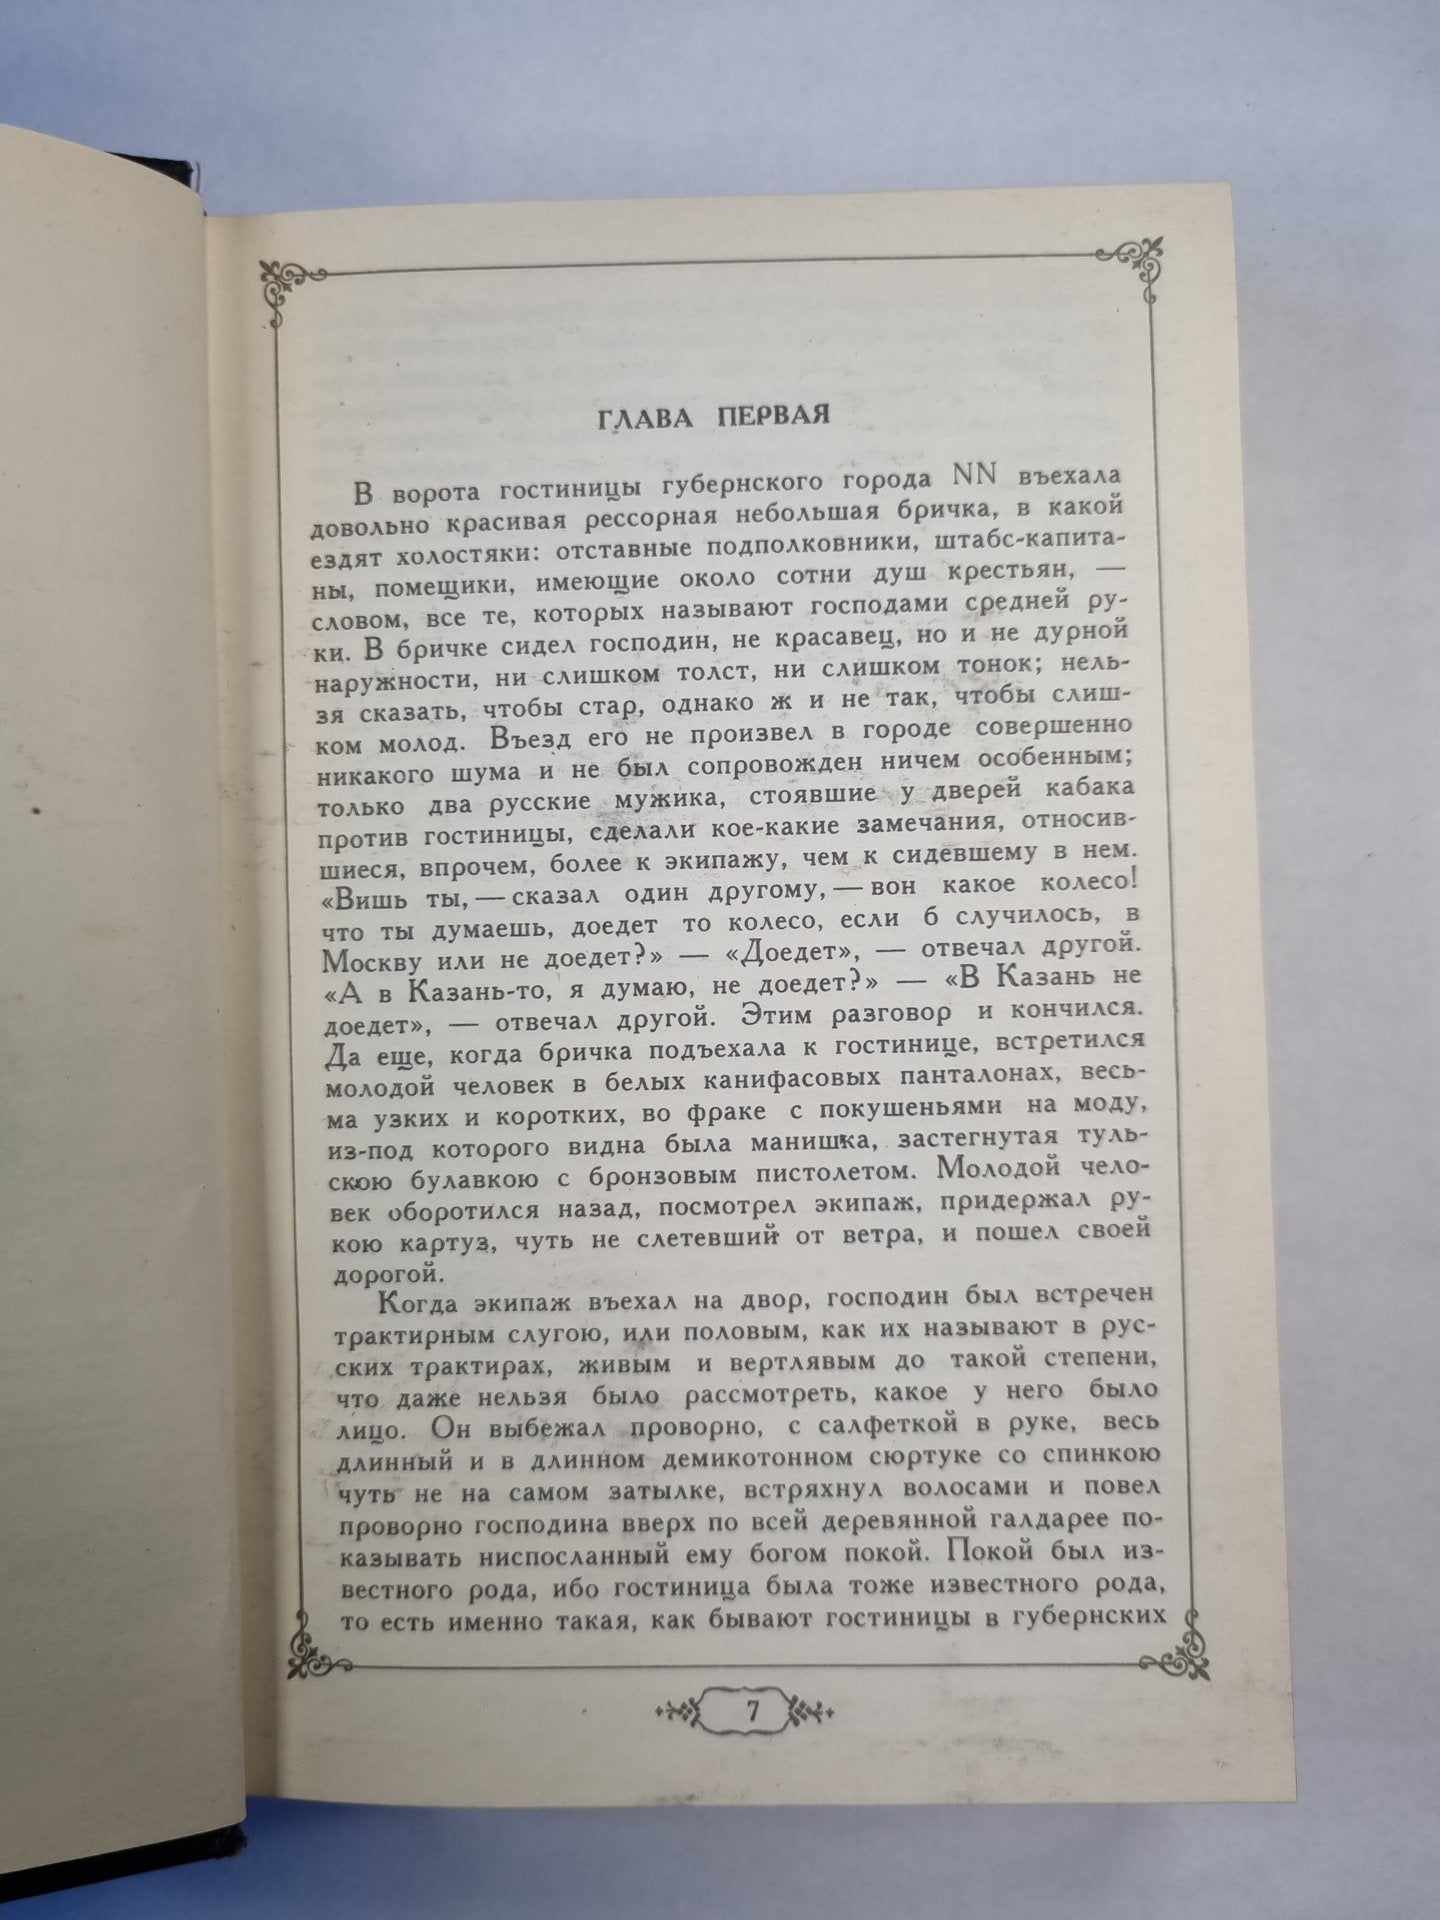 ГЛАВА ПЕРВАЯ
В ворота гостиницы губернского города NN въехала
довольно красивая рессорная небольшая бричка, в какой
ездят холостяки: отставные подполковники, штабс-капита-
ны, помещики, имеющие около сотни душ крестьян, —
словом, все те, которых называют господами средней ру-
ки. В бричке сидел господин, не красавец, но и не дурной
наружности, ни слишком толст, ни слишком тонок; нель-
зя сказать, чтобы стар, однако ж и не так, чтобы слиш-
ком молод. Въезд его не произвел в городе совершенно
никакого шума и не был сопровожден ничем особенным;
только два русские мужика, стоявшие у дверей кабака
против гостиницы, сделали кое-какие замечания, относив-
шиеся, впрочем, более к экипажу, чем к сидевшему в нем.
«Вишь ты, — сказал один другому, — вон какое колесо!
что ты думаешь, доедет то колесо, если б случилось, в
Москву или не доедет?» — «Доедет», — отвечал другой.
«А в Казань-то, я думаю, не доедет?» — «В Казань не
доедет», — отвечал другой. Этим разговор и кончился.
Да еще, когда бричка подъехала к гостинице, встретился
молодой человек в белых канифасовых панталонах, весь-
ма узких и коротких, во фраке с покушеньями на моду,
из-под которого видна была манишка, застегнутая туль-
скою булавкою с бронзовым пистолетом. Молодой чело-
век оборотился назад, посмотрел экипаж, придержал ру-
кою картуз, чуть не слетевший от ветра, и пошел своей
дорогой.
Когда экипаж въехал на двор, господин был встречен
трактирным слугою, или половым, как их называют в рус-
ских трактирах, живым и вертлявым до такой степени,
что даже нельзя было рассмотреть, какое у него было
лицо. Он выбежал проворно, с салфеткой в руке, весь
длинный и в длинном демикотонном сюртуке со спинкою
чуть не на самом затылке, встряхнул волосами и повел
проворно господина вверх по всей деревянной галдарее по-
казывать ниспосланный ему богом покой. Покой был из-
вестного рода, ибо гостиница была тоже известного рода,
то есть именно такая, как бывают гостиницы в губернских
7